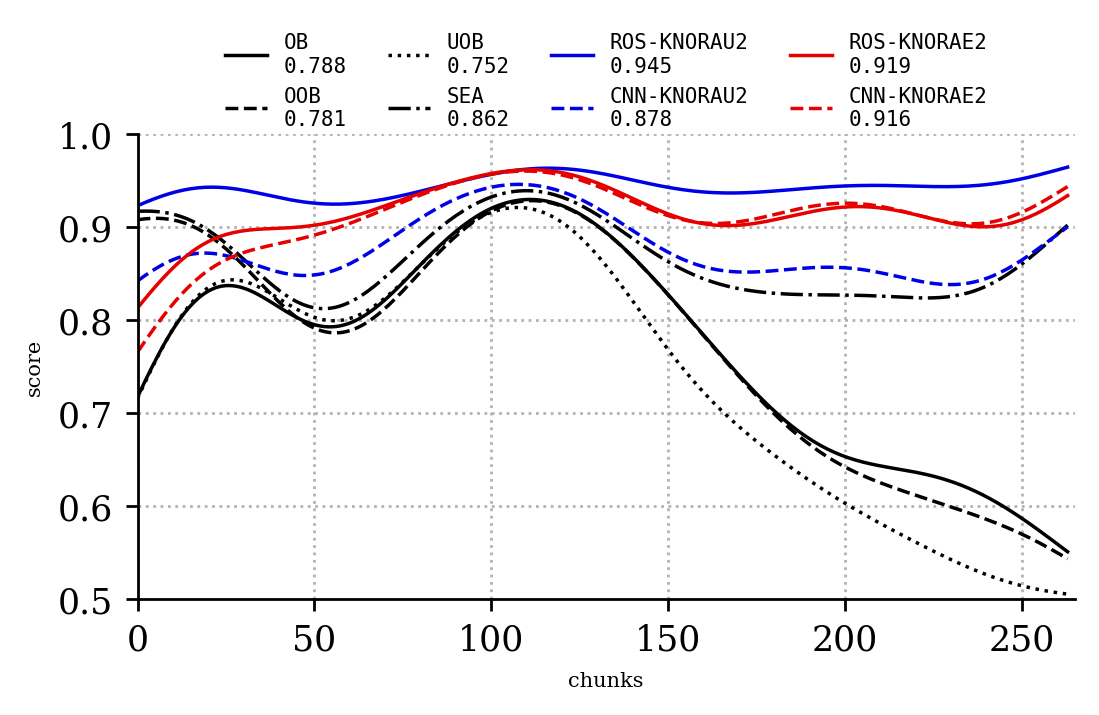 OB UOB ROS-KNORAU2 ROS-KNORAE2
0.788 0.752 0.945 0.919
OOB SEA CNN-KNORAU2 CNN-KNORAE2
0.781 0.862 0.878 0.916
1.0
0.9
0.8
0.7
0.6
0.5
score
0 50 100 150 200 250
chunks